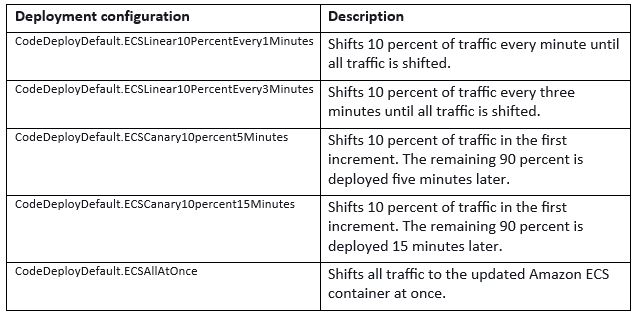 Deployment configuration Description
CodeDeployDefault.ECSLinear10PercentEvery1Minutes Shifts 10 percent of traffic every minute until
all traffic is shifted.
CodeDeployDefault.ECSLinear10PercentEvery3Minutes Shifts 10 percent of traffic every three
minutes until all traffic is shifted.
CodeDeployDefault.ECSCanary10percent5Minutes Shifts 10 percent of traffic in the first
increment. The remaining 90 percent is
deployed five minutes later.
CodeDeployDefault.ECSCanary10percent15Minutes Shifts 10 percent of traffic in the first
increment. The remaining 90 percent is
deployed 15 minutes later.
CodeDeployDefault.ECSAllAtOnce Shifts all traffic to the updated Amazon ECS
container at once.